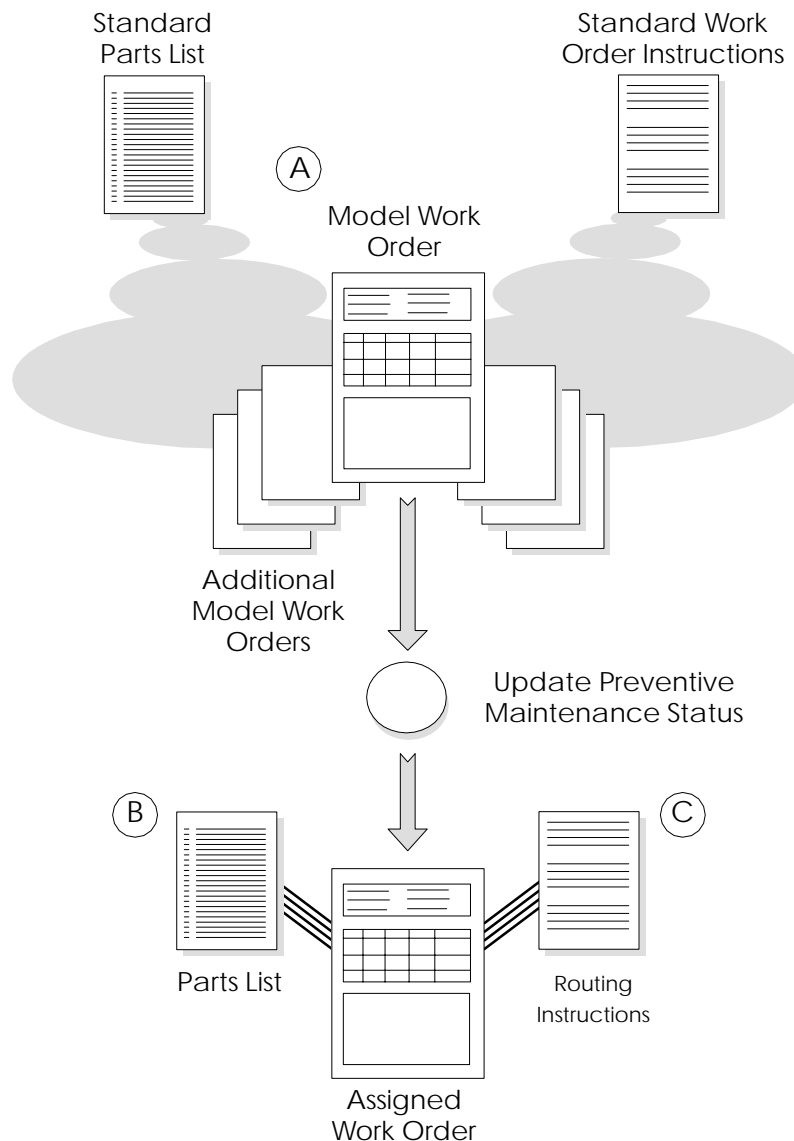 Standard
Parts List
Standard Work
Order Instructions
A
Model Work
Order
Additional
Model Work
Orders
Update Preventive
Maintenance Status
B
C
Parts List
Routing
Instructions
Assigned
Work Order